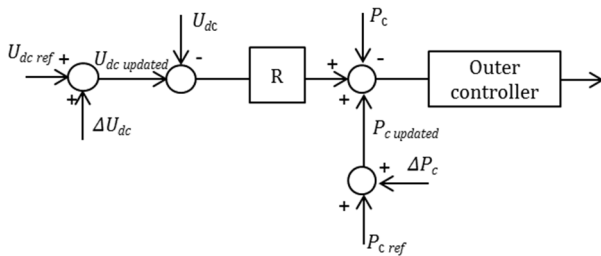 U_dc
P_c
U_dc ref
+
U_dc updated
-
R
+
-
Outer
controller
+
+
ΔU_dc
P_c updated
+
ΔP_c
+
P_c ref